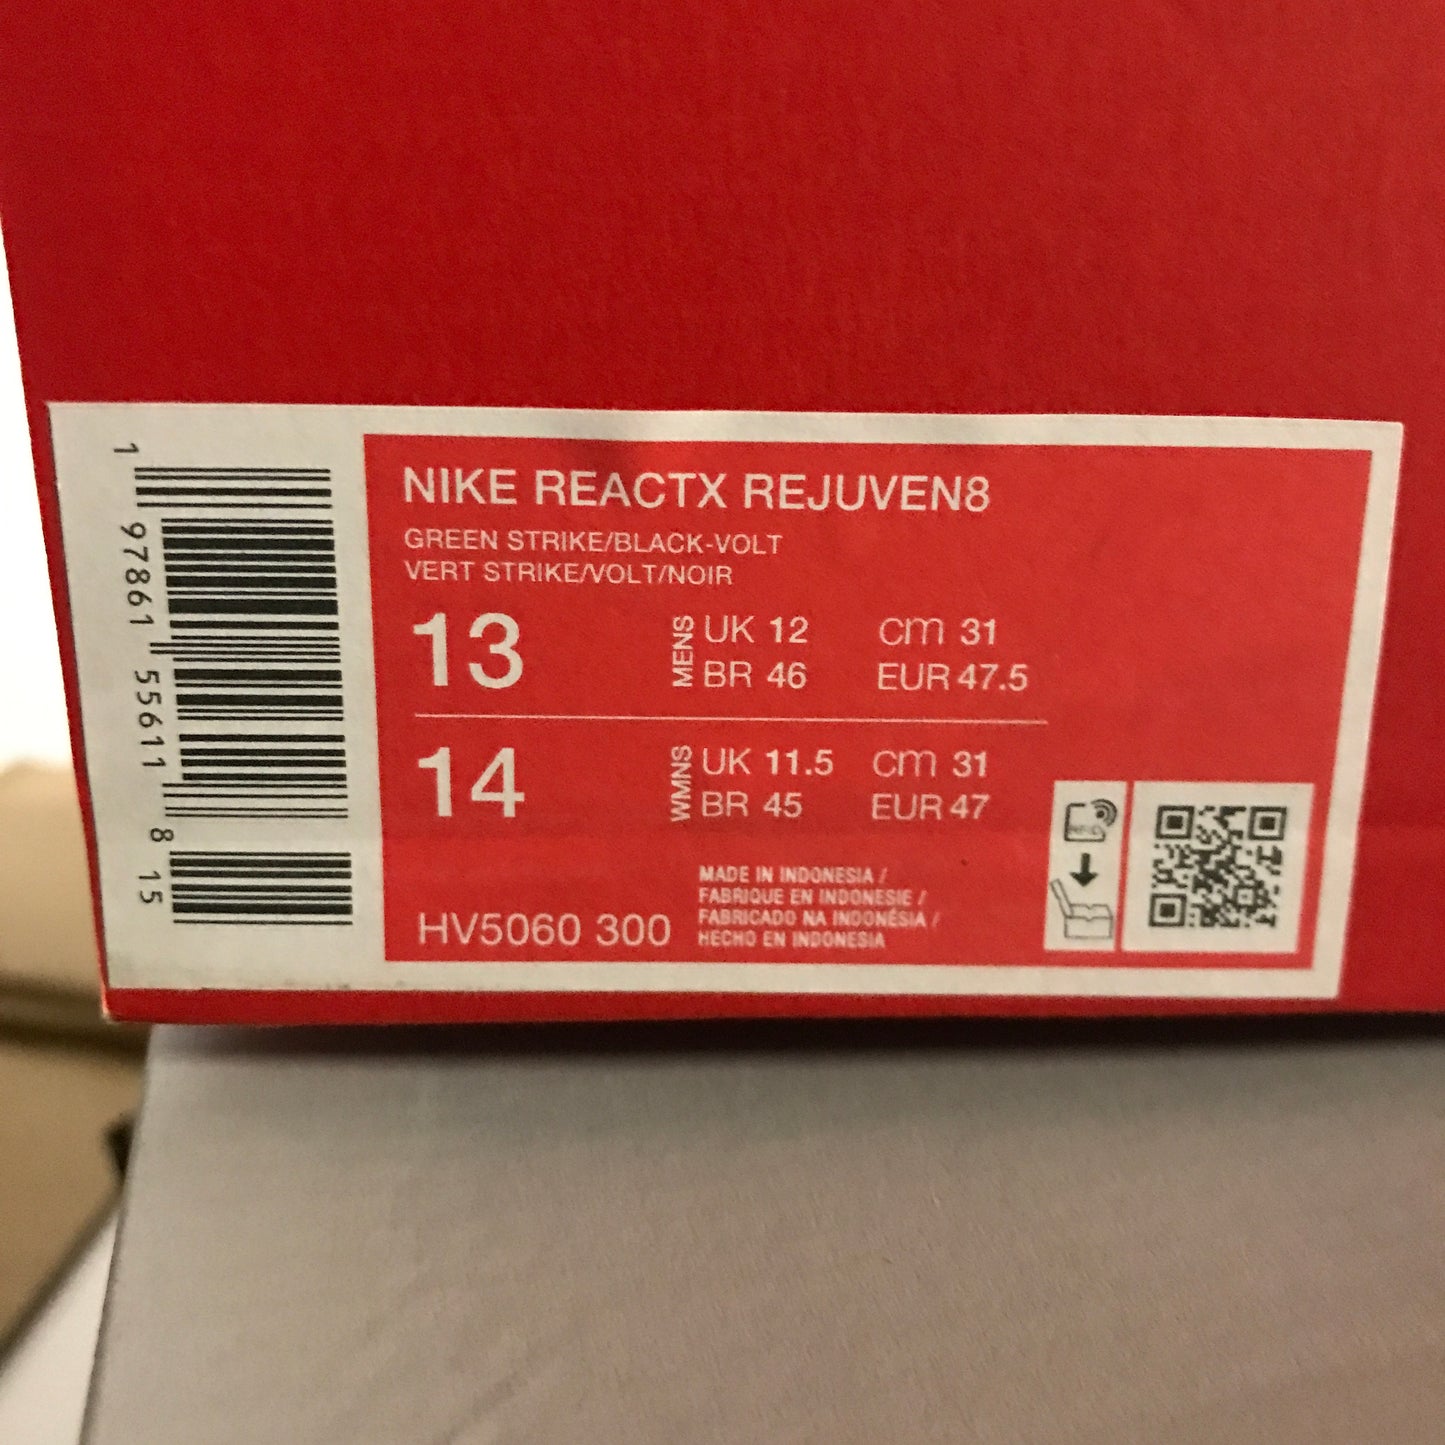 1 97861 55611 8 15
NIKE REACTX REJUVEN8
GREEN STRIKE/BLACK-VOLT
VERT STRIKE/VOLT/NOIR
13 MENS UK 12 cm 31
BR 46 EUR 47.5
14 WMNS UK 11.5 cm 31
BR 45 EUR 47
HV5060 300
MADE IN INDONESIA /
FABRIQUE EN INDONESIE /
FABRICADO NA INDONÉSIA /
HECHO EN INDONESIA
RFID